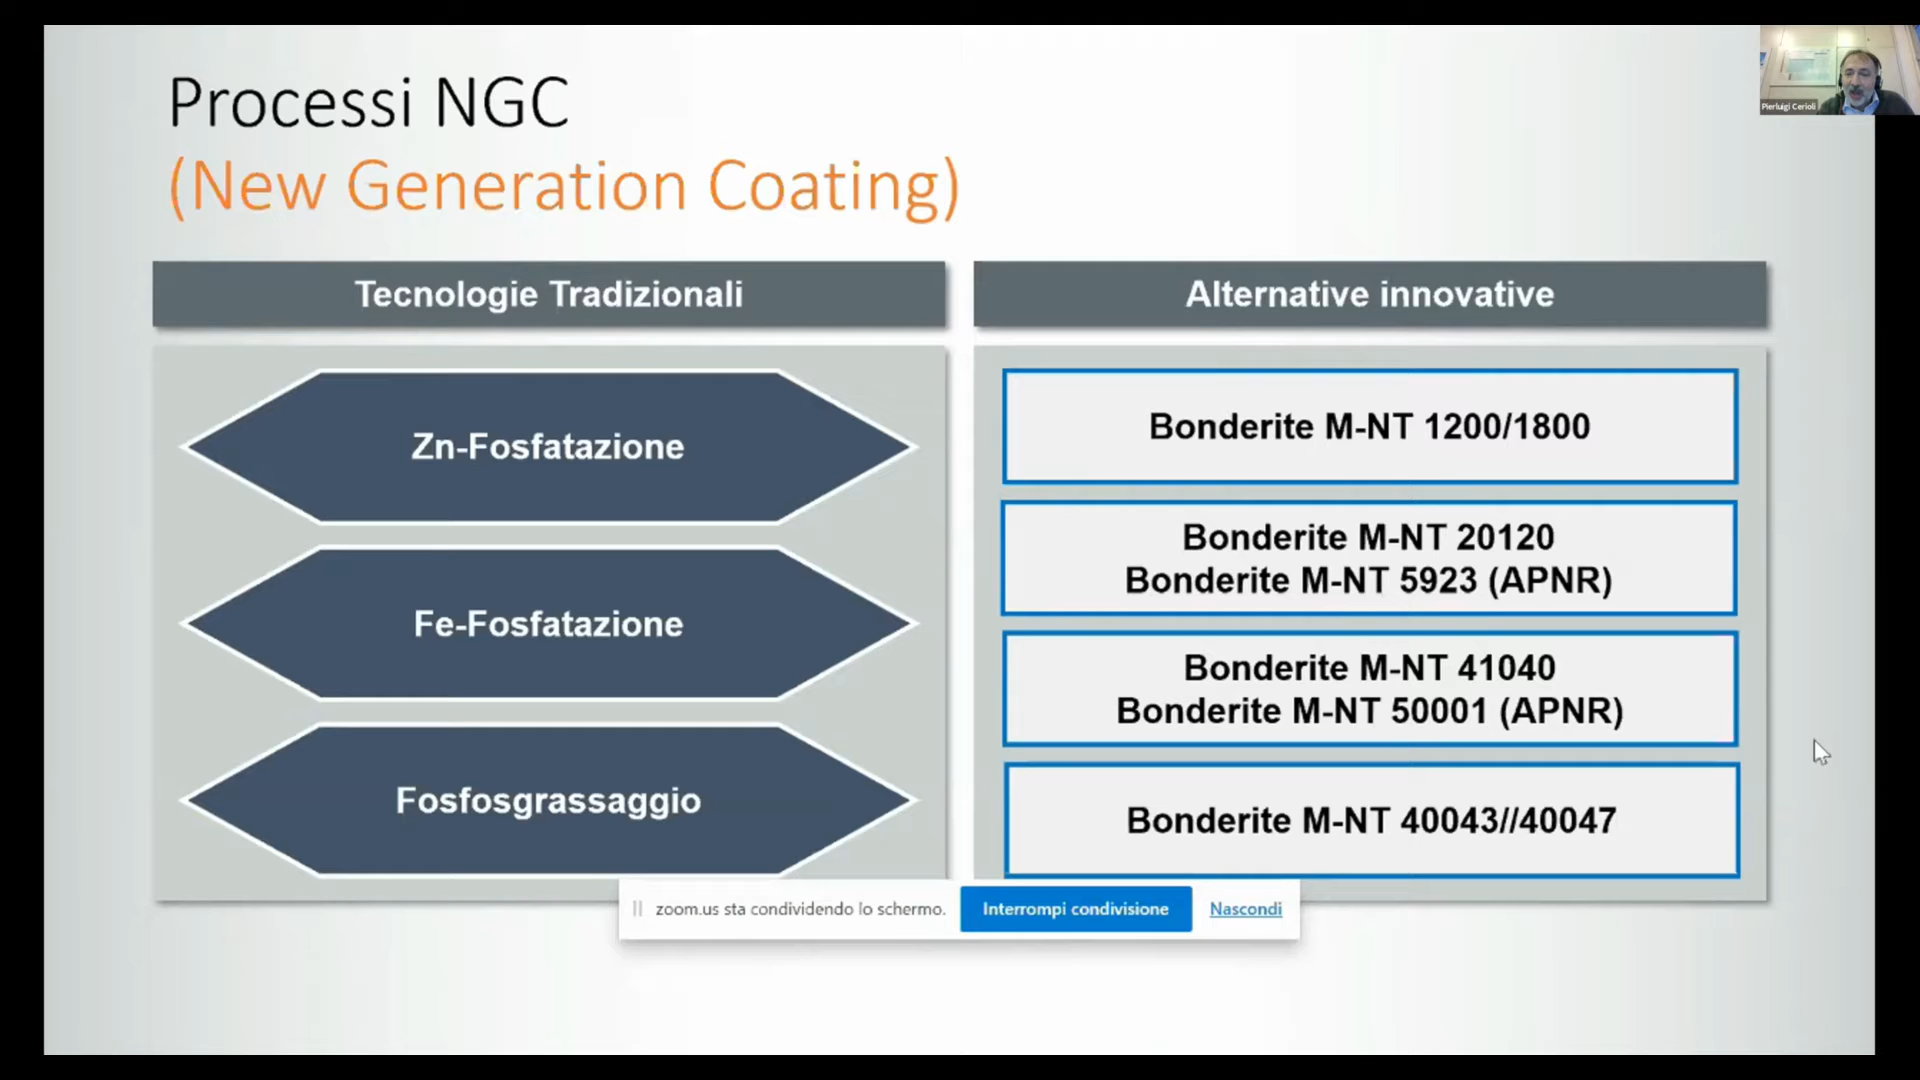 Processi NGC
(New Generation Coating)
Pierluigi Cerioli
Tecnologie Tradizionali
Zn-Fosfatazione
Fe-Fosfatazione
Fosfosgrassaggio
Alternative innovative
Bonderite M-NT 1200/1800
Bonderite M-NT 20120
Bonderite M-NT 5923 (APNR)
Bonderite M-NT 41040
Bonderite M-NT 50001 (APNR)
Bonderite M-NT 40043//40047
zoom.us sta condividendo lo schermo.
Interrompi condivisione
Nascondi